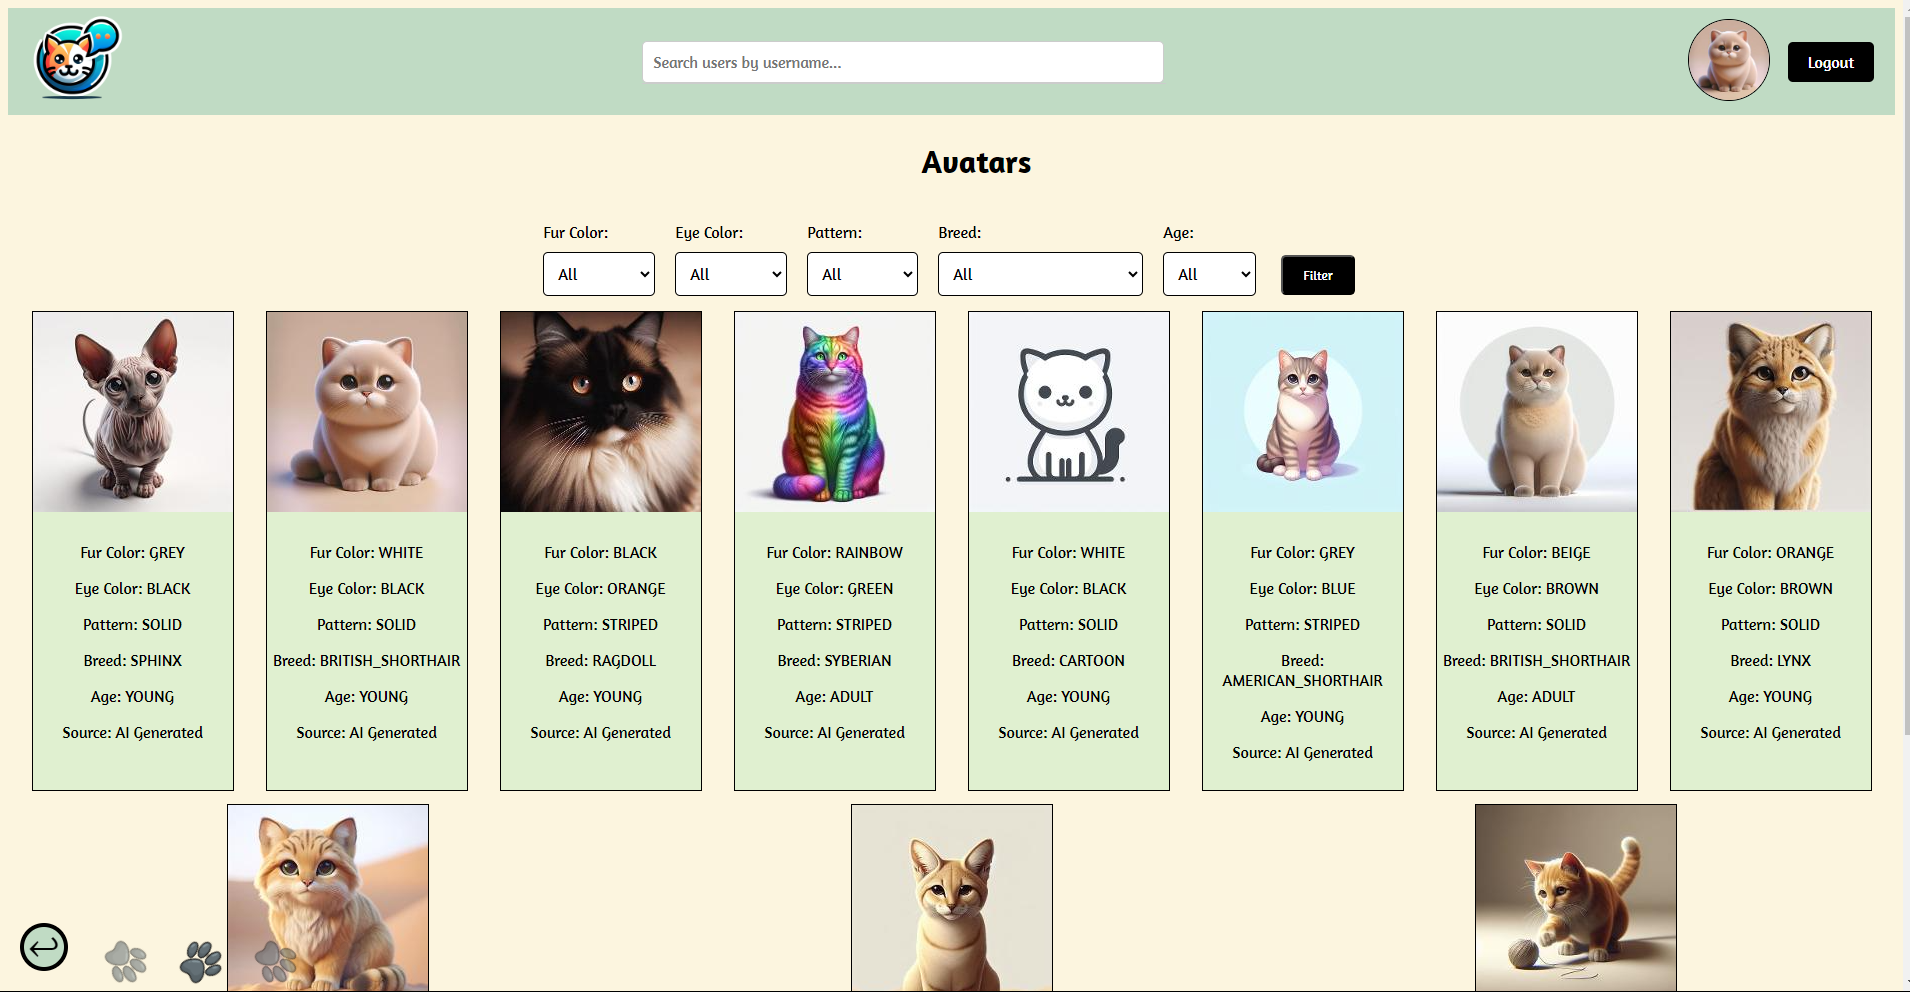 Search users by username...
Logout
Avatars
Fur Color: Eye Color: Pattern: Breed: Age:
All All All All All Filter
Fur Color: GREY
Eye Color: BLACK
Pattern: SOLID
Breed: SPHINX
Age: YOUNG
Source: AI Generated
Fur Color: WHITE
Eye Color: BLACK
Pattern: SOLID
Breed: BRITISH_SHORTHAIR
Age: YOUNG
Source: AI Generated
Fur Color: BLACK
Eye Color: ORANGE
Pattern: STRIPED
Breed: RAGDOLL
Age: YOUNG
Source: AI Generated
Fur Color: RAINBOW
Eye Color: GREEN
Pattern: STRIPED
Breed: SYBERIAN
Age: ADULT
Source: AI Generated
Fur Color: WHITE
Eye Color: BLACK
Pattern: SOLID
Breed: CARTOON
Age: YOUNG
Source: AI Generated
Fur Color: GREY
Eye Color: BLUE
Pattern: STRIPED
Breed:
AMERICAN_SHORTHAIR
Age: YOUNG
Source: AI Generated
Fur Color: BEIGE
Eye Color: BROWN
Pattern: SOLID
Breed: BRITISH_SHORTHAIR
Age: ADULT
Source: AI Generated
Fur Color: ORANGE
Eye Color: BROWN
Pattern: SOLID
Breed: LYNX
Age: YOUNG
Source: AI Generated